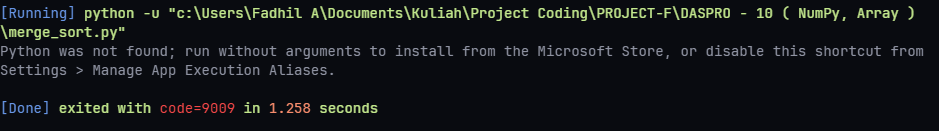 [Running] python -u "c:\Users\Fadhil A\Documents\Kuliah\Project Coding\PROJECT-F\DASPRO - 10 ( NumPy, Array )
\merge_sort.py"
Python was not found; run without arguments to install from the Microsoft Store, or disable this shortcut from
Settings > Manage App Execution Aliases.
[Done] exited with code=9009 in 1.258 seconds